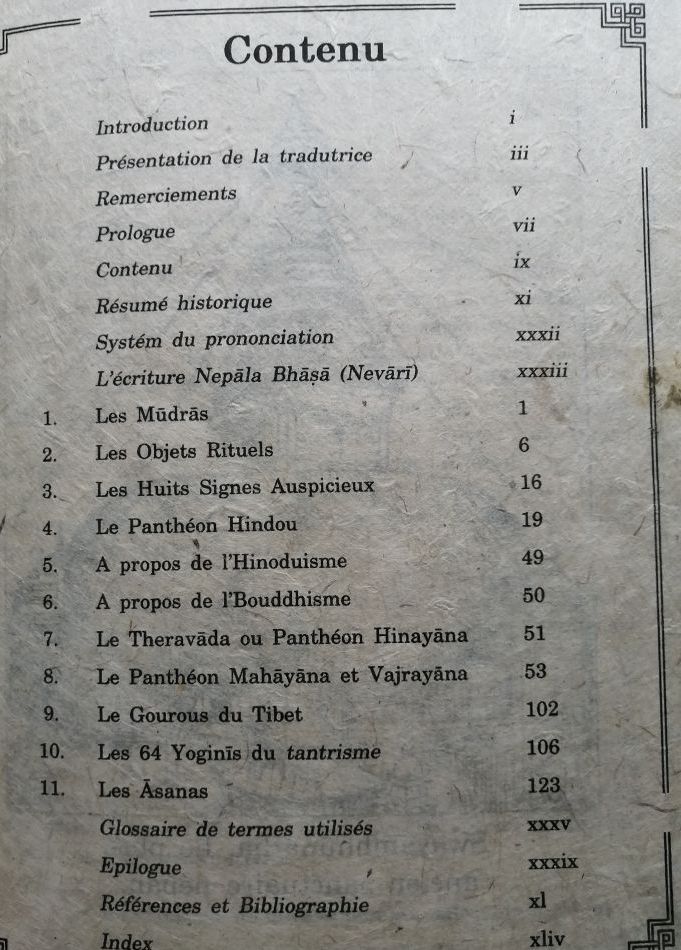 Contenu
Introduction i
Présentation de la tradutrice iii
Remerciements v
Prologue vii
Contenu ix
Résumé historique xi
Systém du prononciation xxxii
L'écriture Nepāla Bhāṣā (Nevārī) xxxiii
1. Les Mūdrās 1
2. Les Objets Rituels 6
3. Les Huits Signes Auspicieux 16
4. Le Panthéon Hindou 19
5. A propos de l'Hinoduisme 49
6. A propos de l'Bouddhisme 50
7. Le Theravāda ou Panthéon Hinayāna 51
8. Le Panthéon Mahāyāna et Vajrayāna 53
9. Le Gourous du Tibet 102
10. Les 64 Yoginīs du tantrisme 106
11. Les Āsanas 123
Glossaire de termes utilisés xxxv
Epilogue xxxix
Références et Bibliographie xl
Index xliv